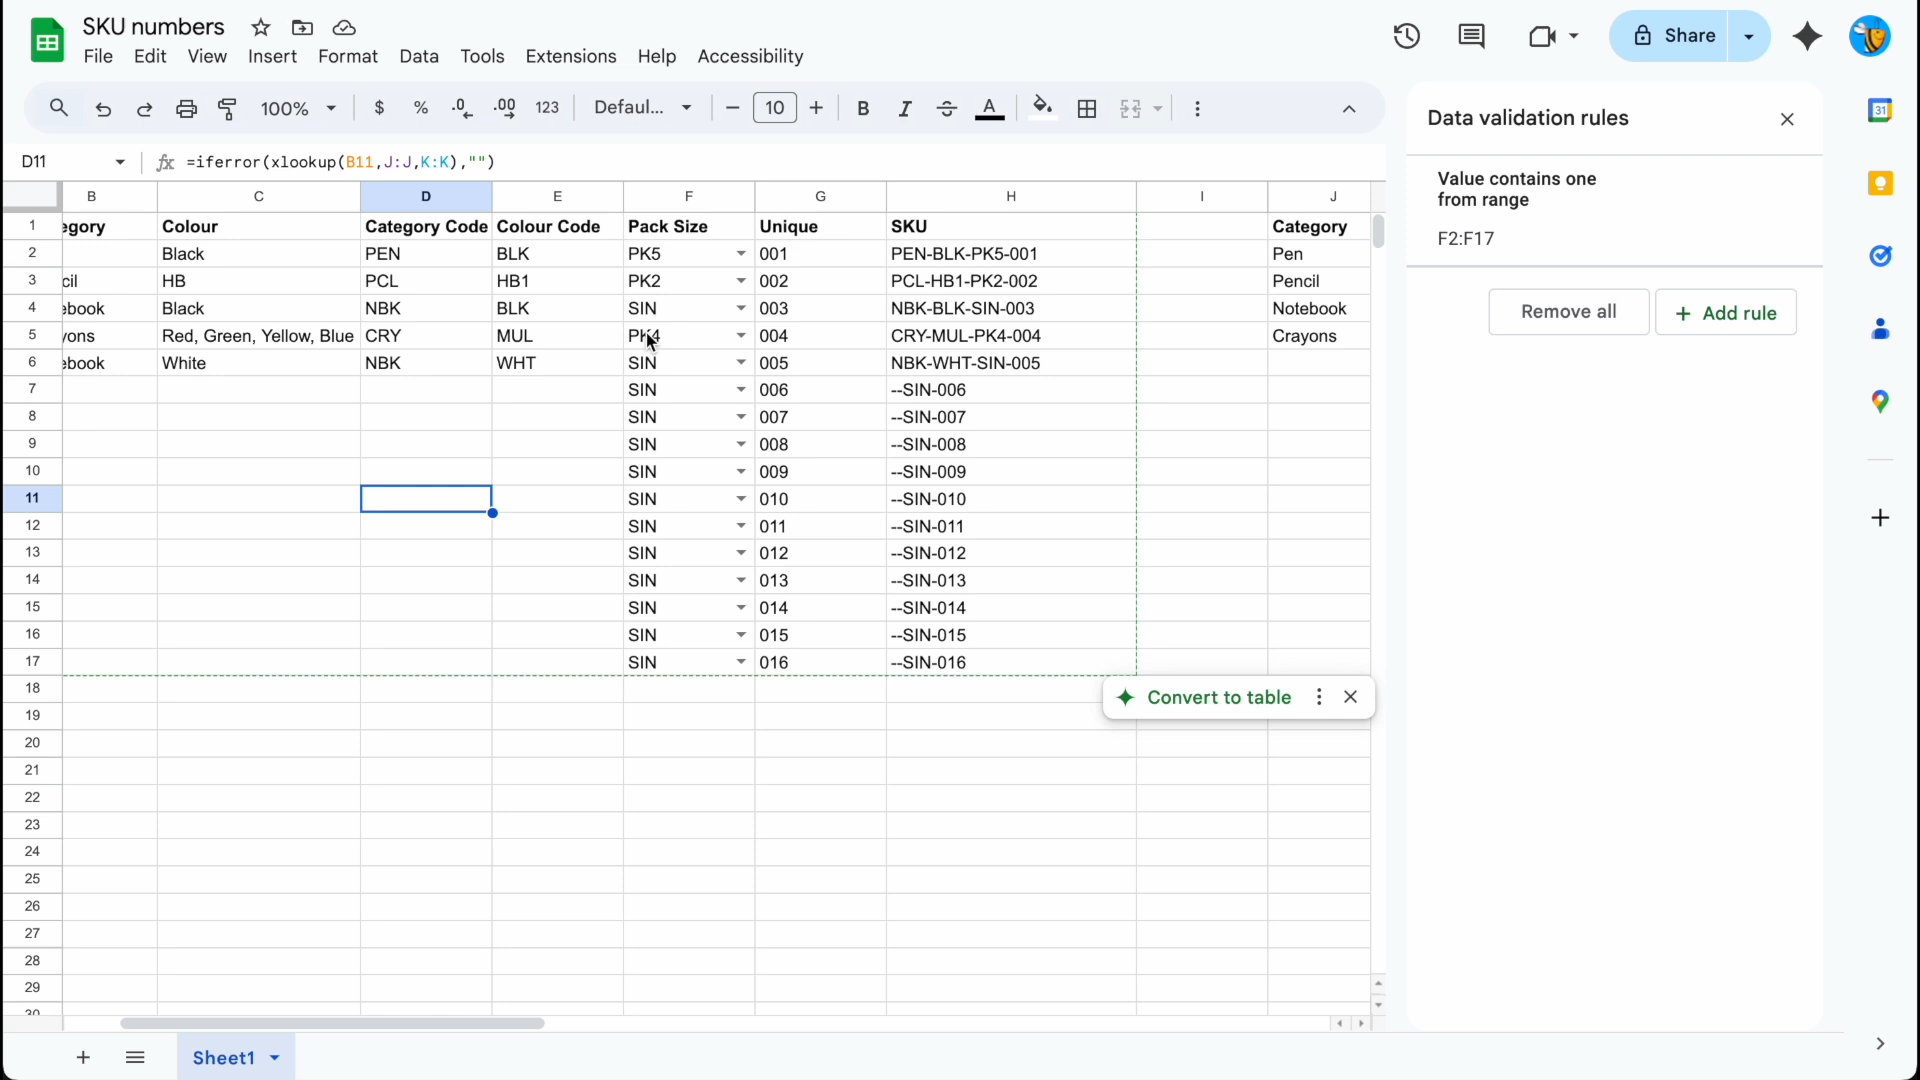 SKU numbers
File Edit View Insert Format Data Tools Extensions Help Accessibility
Share
100% $ % .0 .00 123 Defaul... − 10 + B I A
D11 fx =iferror(xlookup(B11,J:J,K:K),"")
B C D E F G H I J
1 egory Colour Category Code Colour Code Pack Size Unique SKU Category
2 Black PEN BLK PK5 001 PEN-BLK-PK5-001 Pen
3 cil HB PCL HB1 PK2 002 PCL-HB1-PK2-002 Pencil
4 ebook Black NBK BLK SIN 003 NBK-BLK-SIN-003 Notebook
5 yons Red, Green, Yellow, Blue CRY MUL PK4 004 CRY-MUL-PK4-004 Crayons
6 ebook White NBK WHT SIN 005 NBK-WHT-SIN-005
7 SIN 006 --SIN-006
8 SIN 007 --SIN-007
9 SIN 008 --SIN-008
10 SIN 009 --SIN-009
11 SIN 010 --SIN-010
12 SIN 011 --SIN-011
13 SIN 012 --SIN-012
14 SIN 013 --SIN-013
15 SIN 014 --SIN-014
16 SIN 015 --SIN-015
17 SIN 016 --SIN-016
18
19
20
21
22
23
24
25
26
27
28
29
30
Convert to table
Sheet1
Data validation rules
Value contains one
from range
F2:F17
Remove all
+ Add rule
31